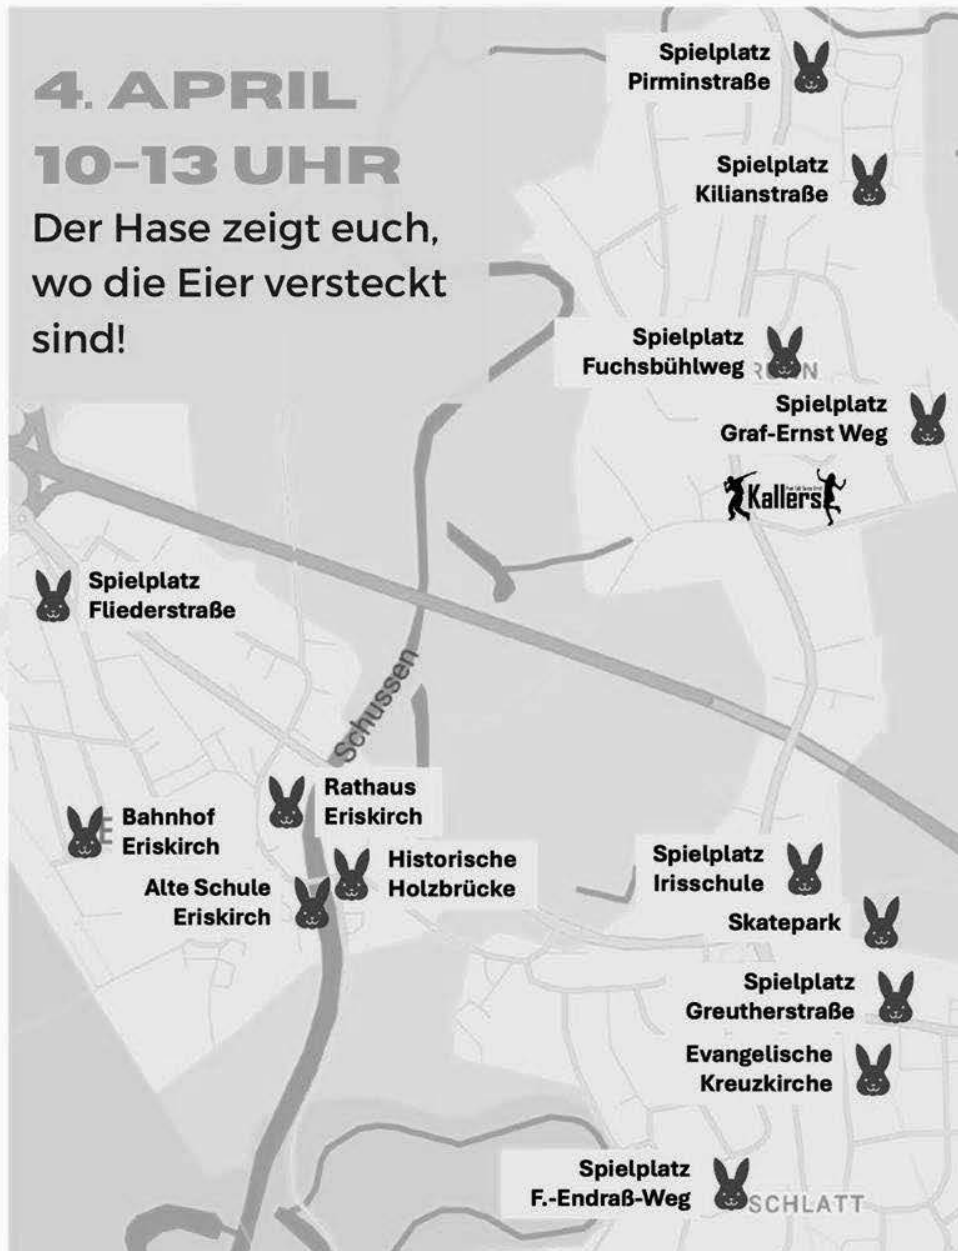 4. APRIL
10-13 UHR
Der Hase zeigt euch,
wo die Eier versteckt
sind!
Spielplatz
Pirminstraße
Spielplatz
Kilianstraße
Spielplatz
Fuchsbühlweg
Spielplatz
Graf-Ernst Weg
Kallers
Spielplatz
Fliederstraße
Schussen
Rathaus
Eriskirch
Bahnhof
Eriskirch
Historische
Holzbrücke
Alte Schule
Eriskirch
Spielplatz
Irisschule
Skatepark
Spielplatz
Greutherstraße
Evangelische
Kreuzkirche
Spielplatz
F.-Endraß-Weg
SCHLATT